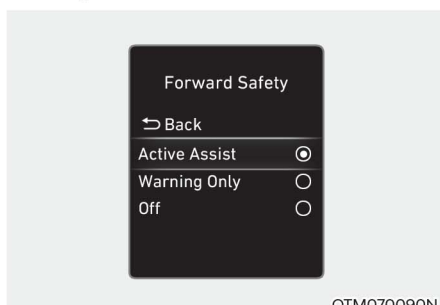 Forward Safety
Back
Active Assist
Warning Only
Off
OTM070090N